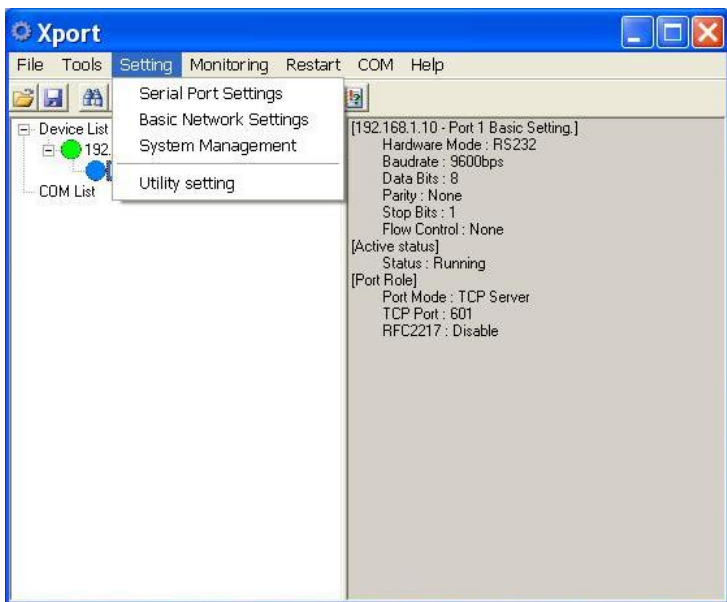 Xport
File Tools Setting Monitoring Restart COM Help
Serial Port Settings
Basic Network Settings
System Management
Utility setting
Device List
192.
COM List
[192.168.1.10 - Port 1 Basic Setting.]
Hardware Mode : RS232
Baudrate : 9600bps
Data Bits : 8
Parity : None
Stop Bits : 1
Flow Control : None
[Active status]
Status : Running
[Port Role]
Port Mode : TCP Server
TCP Port : 601
RFC2217 : Disable